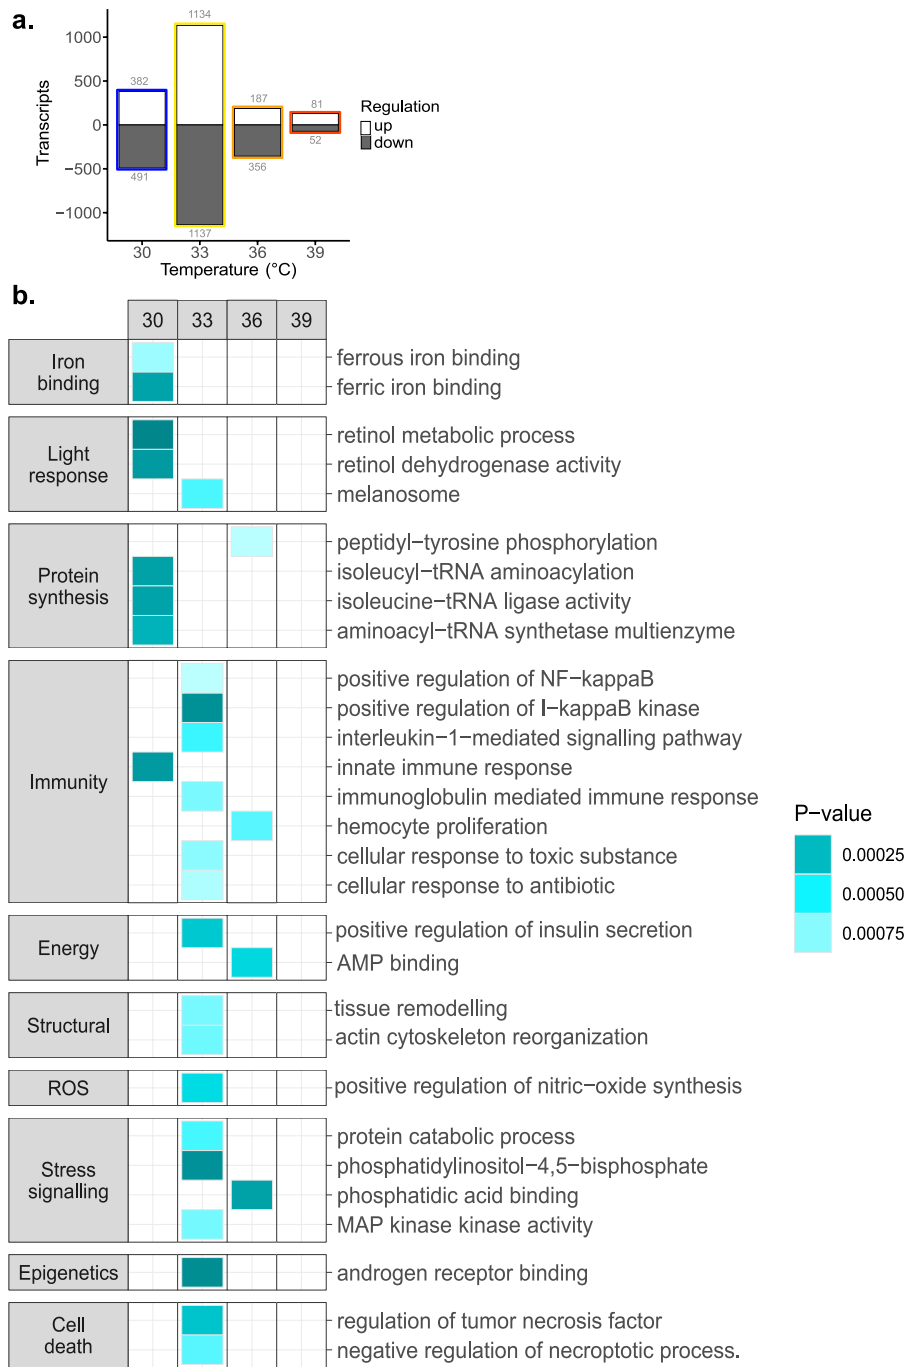 a.
1134
1000
382
500
187
81
Regulation
up
0
down
52
Transcripts
−500
491
356
−1000
1137
30 33 36 39
Temperature (°C)
b.
30 33 36 39
Iron
binding
ferrous iron binding
ferric iron binding
Light
response
retinol metabolic process
retinol dehydrogenase activity
melanosome
Protein
synthesis
peptidyl−tyrosine phosphorylation
isoleucyl−tRNA aminoacylation
isoleucine−tRNA ligase activity
aminoacyl−tRNA synthetase multienzyme
Immunity
positive regulation of NF−kappaB
positive regulation of I−kappaB kinase
interleukin−1−mediated signalling pathway
innate immune response
immunoglobulin mediated immune response
hemocyte proliferation
cellular response to toxic substance
cellular response to antibiotic
P−value
0.00025
0.00050
0.00075
Energy
positive regulation of insulin secretion
AMP binding
Structural
tissue remodelling
actin cytoskeleton reorganization
ROS
positive regulation of nitric−oxide synthesis
Stress
signalling
protein catabolic process
phosphatidylinositol−4,5−bisphosphate
phosphatidic acid binding
MAP kinase kinase activity
Epigenetics
androgen receptor binding
Cell
death
regulation of tumor necrosis factor
negative regulation of necroptotic process.